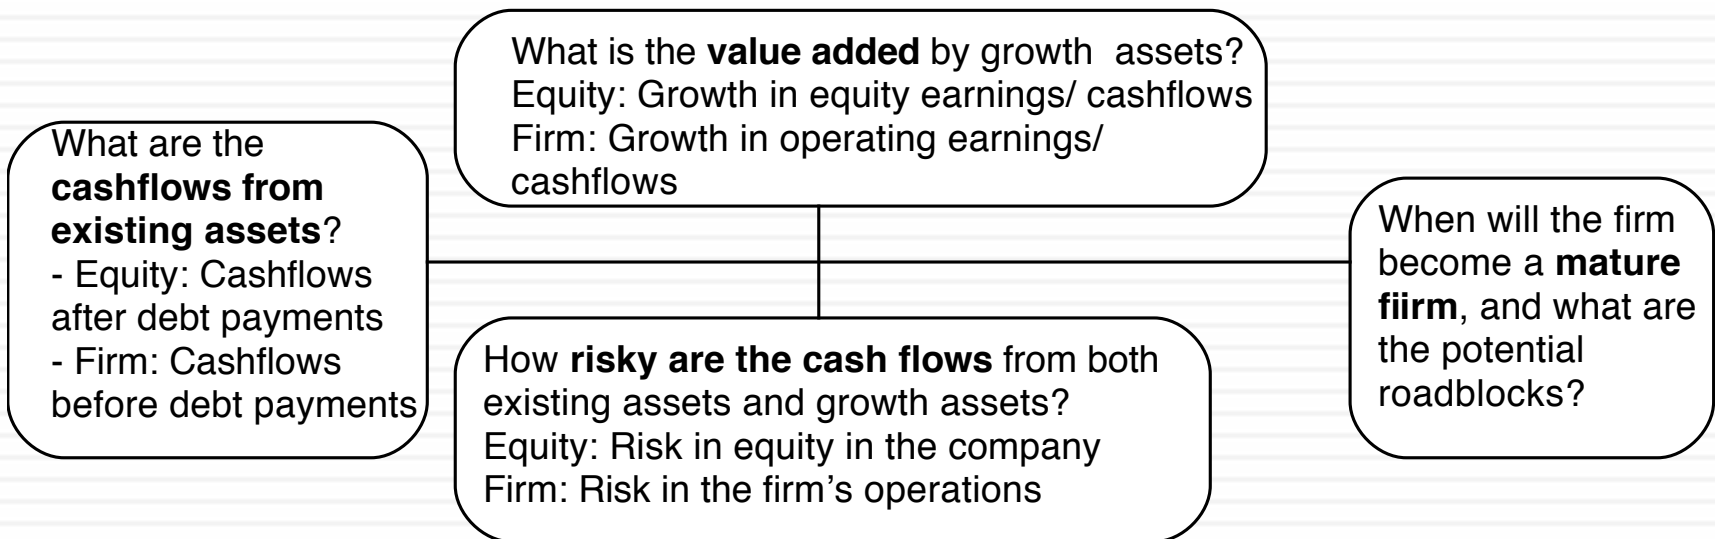 What is the value added by growth assets?
Equity: Growth in equity earnings/ cashflows
Firm: Growth in operating earnings/
cashflows
What are the
cashflows from
existing assets?
- Equity: Cashflows
after debt payments
- Firm: Cashflows
before debt payments
How risky are the cash flows from both
existing assets and growth assets?
Equity: Risk in equity in the company
Firm: Risk in the firm’s operations
When will the firm
become a mature
fiirm, and what are
the potential
roadblocks?